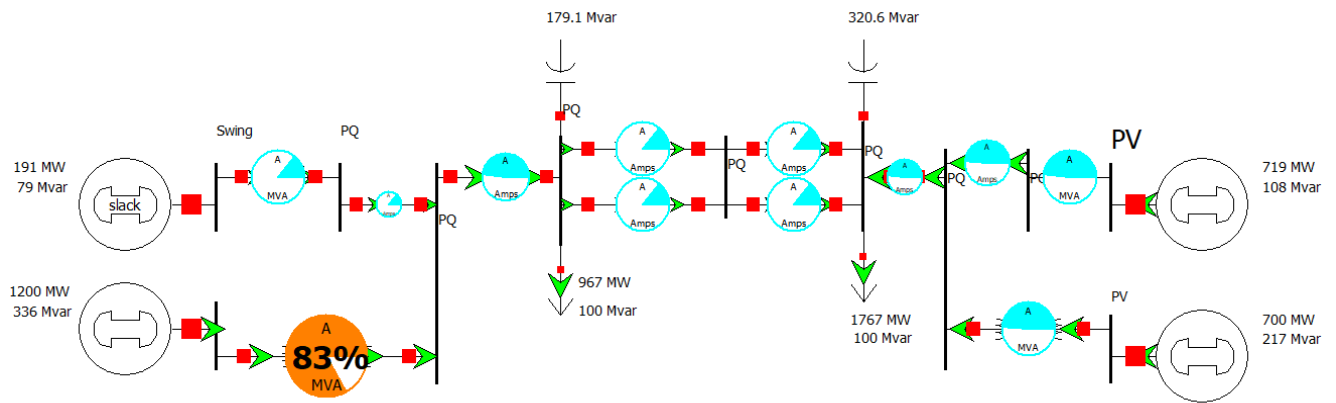 179.1 Mvar
320.6 Mvar
Swing
PQ
PQ
PV
191 MW
79 Mvar
slack
A
MVA
A
Amps
A
Amps
PQ
A
Amps
A
Amps
PQ
A
Amps
A
Amps
PQ
A
Amps
PQ
A
Amps
PQ
A
MVA
719 MW
108 Mvar
1200 MW
336 Mvar
A
83%
MVA
967 MW
100 Mvar
1767 MW
100 Mvar
A
MVA
PV
700 MW
217 Mvar